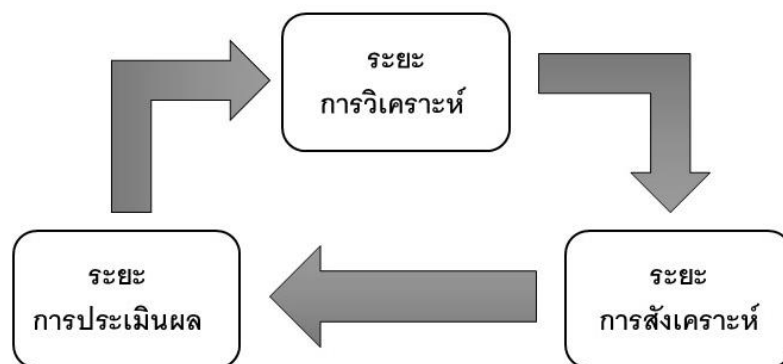 ระยะ
การวิเคราะห์
ระยะ
การประเมินผล
ระยะ
การสังเคราะห์